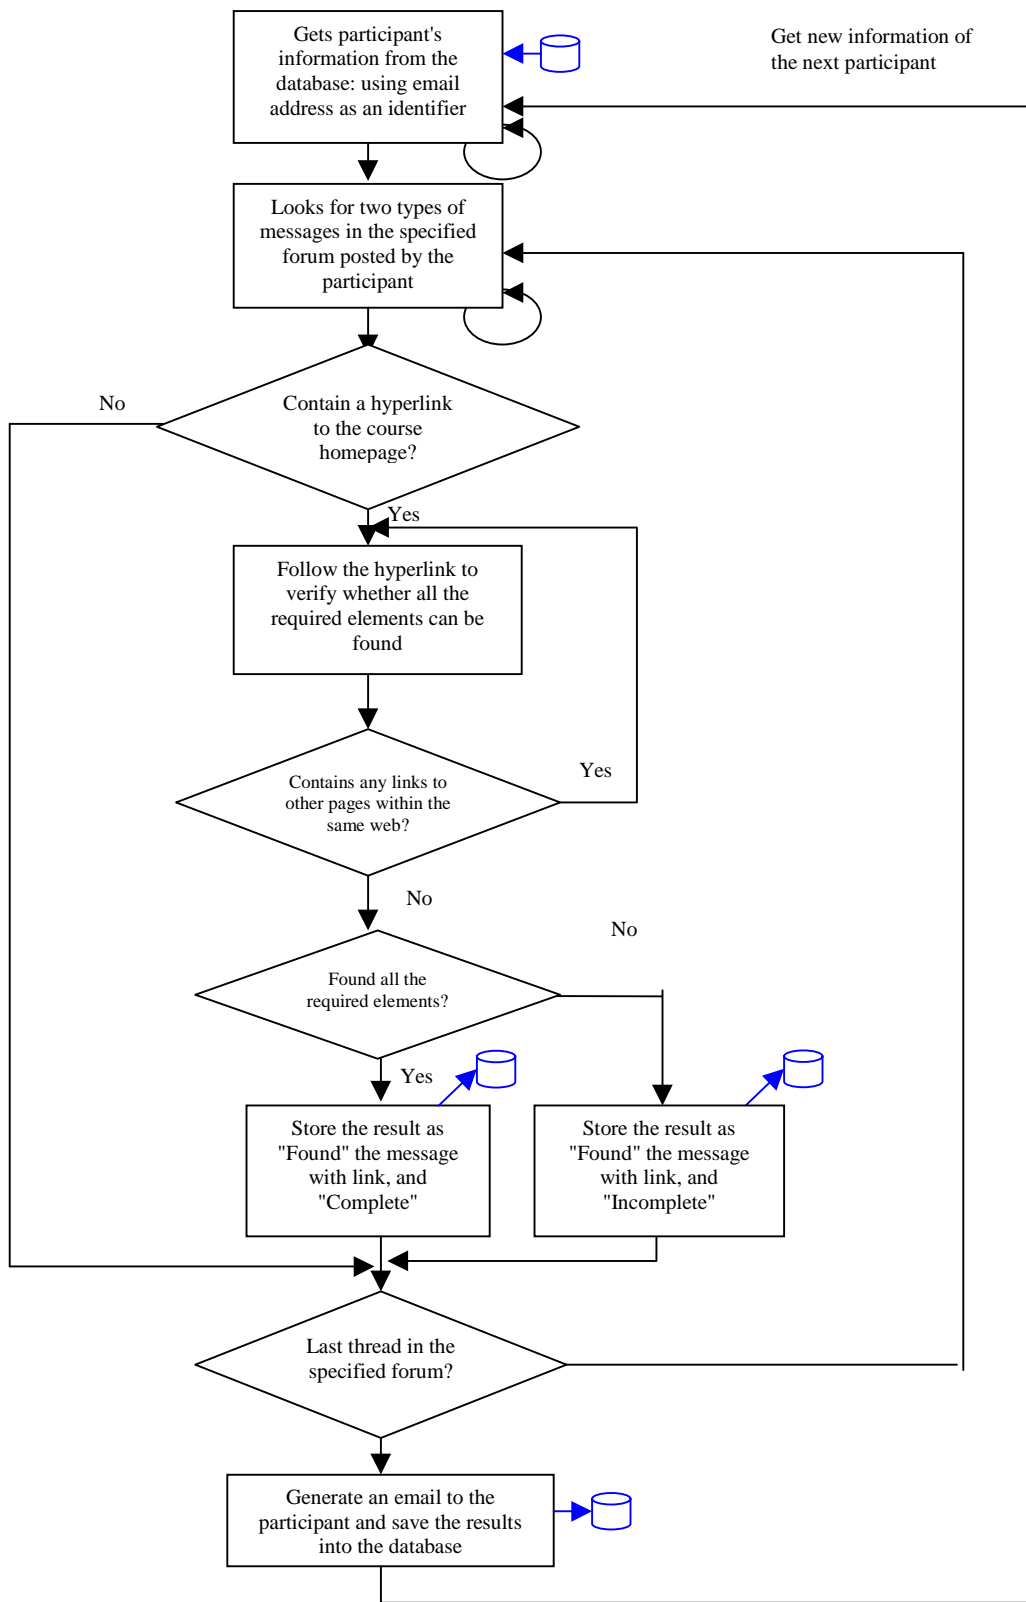 Gets participant's
information from the
database: using email
address as an identifier
Get new information of
the next participant
Looks for two types of
messages in the specified
forum posted by the
participant
No
Contain a hyperlink
to the course
homepage?
Yes
Follow the hyperlink to
verify whether all the
required elements can be
found
Contains any links to
other pages within the
same web?
Yes
No
No
Found all the
required elements?
Yes
Store the result as
"Found" the message
with link, and
"Complete"
Store the result as
"Found" the message
with link, and
"Incomplete"
Last thread in the
specified forum?
Generate an email to the
participant and save the results
into the database